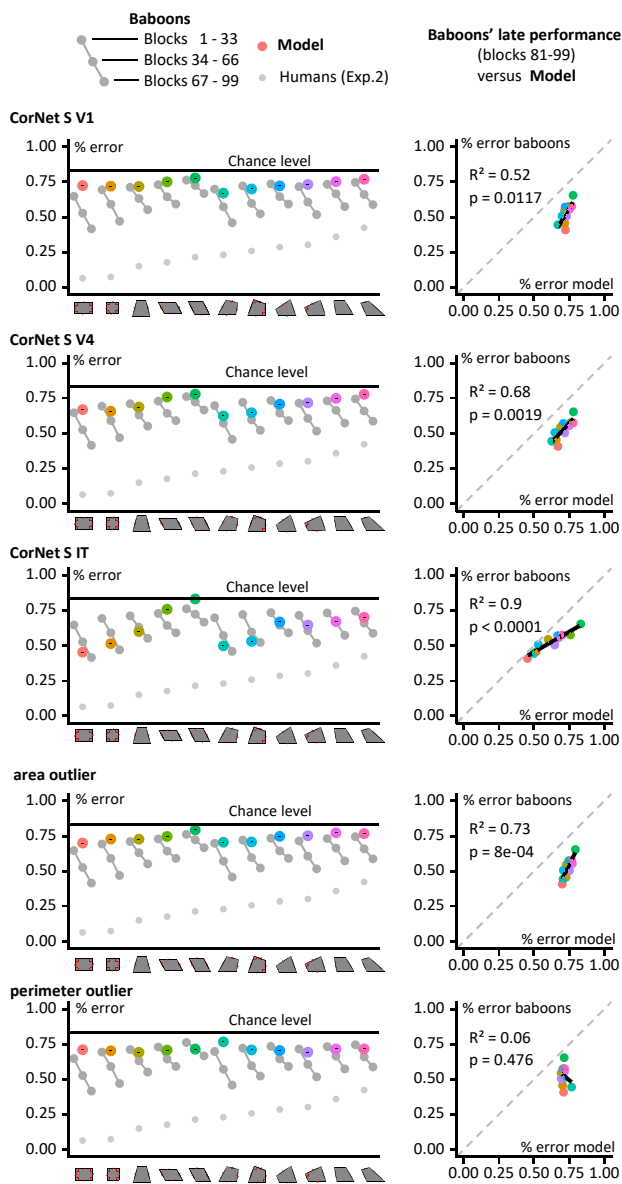 Baboons
Blocks 1 - 33
Blocks 34 - 66
Blocks 67 - 99
Model
Humans (Exp.2)
Baboons’ late performance
(blocks 81-99)
versus Model
CorNet S V1
1.00
0.75
0.50
0.25
0.00
% error
Chance level
1.00
0.75
0.50
0.25
0.00
% error baboons
R² = 0.52
p = 0.0117
% error model
0.00 0.25 0.50 0.75 1.00
CorNet S V4
1.00
0.75
0.50
0.25
0.00
% error
Chance level
1.00
0.75
0.50
0.25
0.00
% error baboons
R² = 0.68
p = 0.0019
% error model
0.00 0.25 0.50 0.75 1.00
CorNet S IT
1.00
0.75
0.50
0.25
0.00
% error
Chance level
1.00
0.75
0.50
0.25
0.00
% error baboons
R² = 0.9
p < 0.0001
% error model
0.00 0.25 0.50 0.75 1.00
area outlier
1.00
0.75
0.50
0.25
0.00
% error
Chance level
1.00
0.75
0.50
0.25
0.00
% error baboons
R² = 0.73
p = 8e-04
% error model
0.00 0.25 0.50 0.75 1.00
perimeter outlier
1.00
0.75
0.50
0.25
0.00
% error
Chance level
1.00
0.75
0.50
0.25
0.00
% error baboons
R² = 0.06
p = 0.476
% error model
0.00 0.25 0.50 0.75 1.00